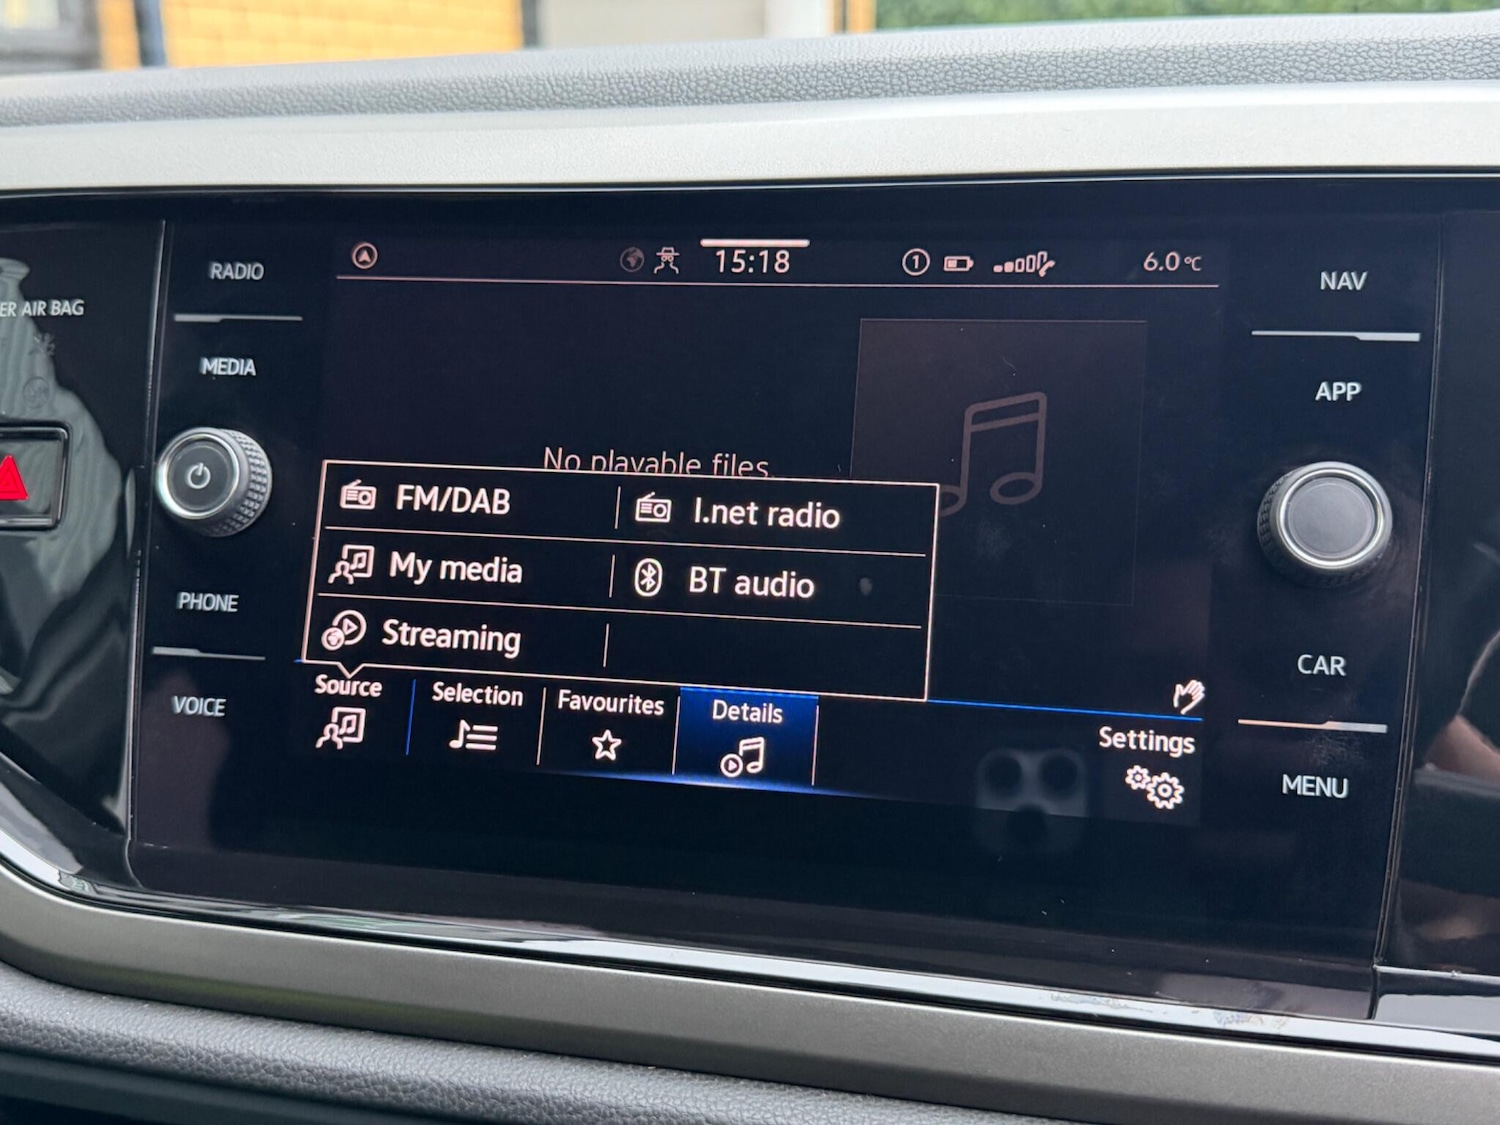 RADIO
15:18
1
6.0 °C
NAV
ER AIR BAG
MEDIA
APP
No playable files.
FM/DAB
I.net radio
My media
BT audio
PHONE
Streaming
CAR
VOICE
Source
Selection
Favourites
Details
Settings
MENU